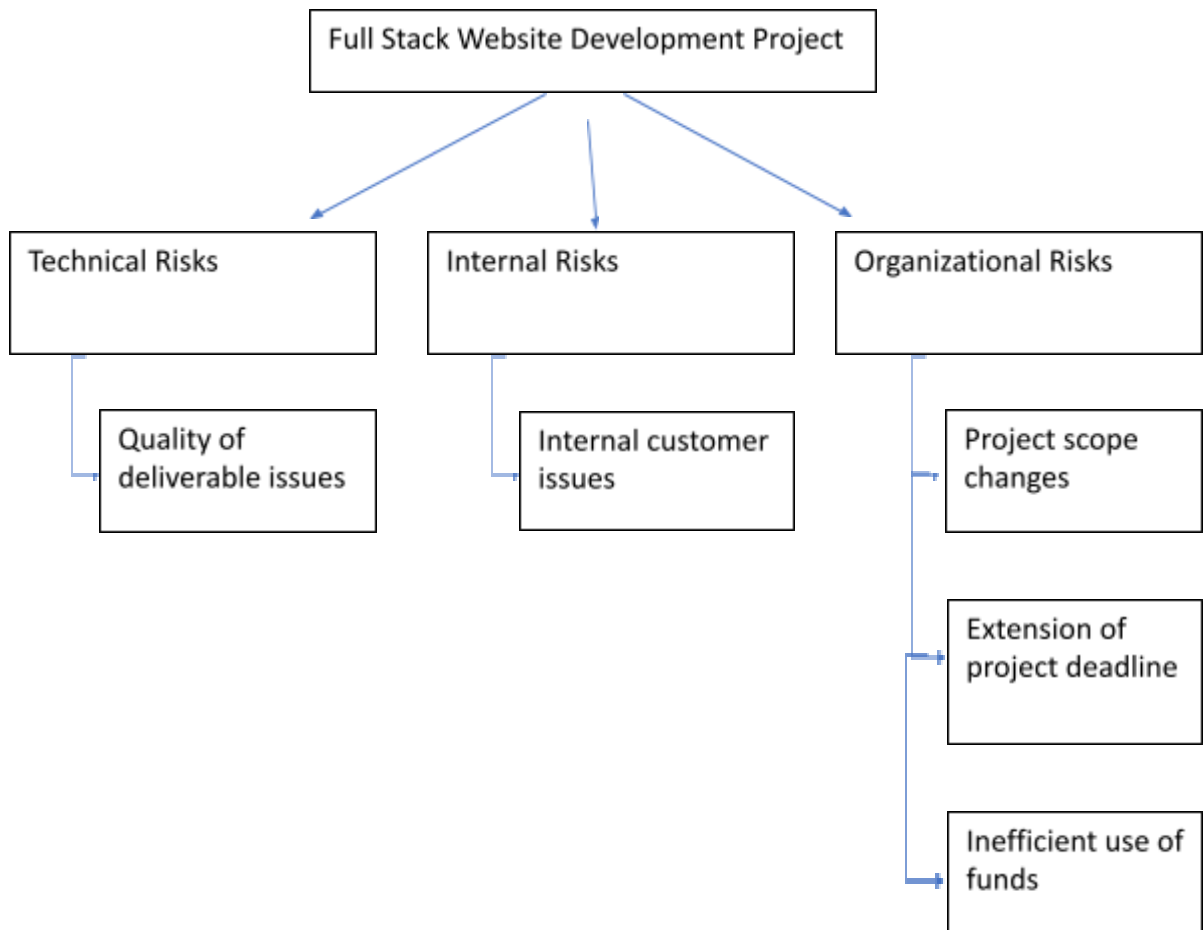 Full Stack Website Development Project
Technical Risks
Internal Risks
Organizational Risks
Quality of
deliverable issues
Internal customer
issues
Project scope
changes
Extension of
project deadline
Inefficient use of
funds